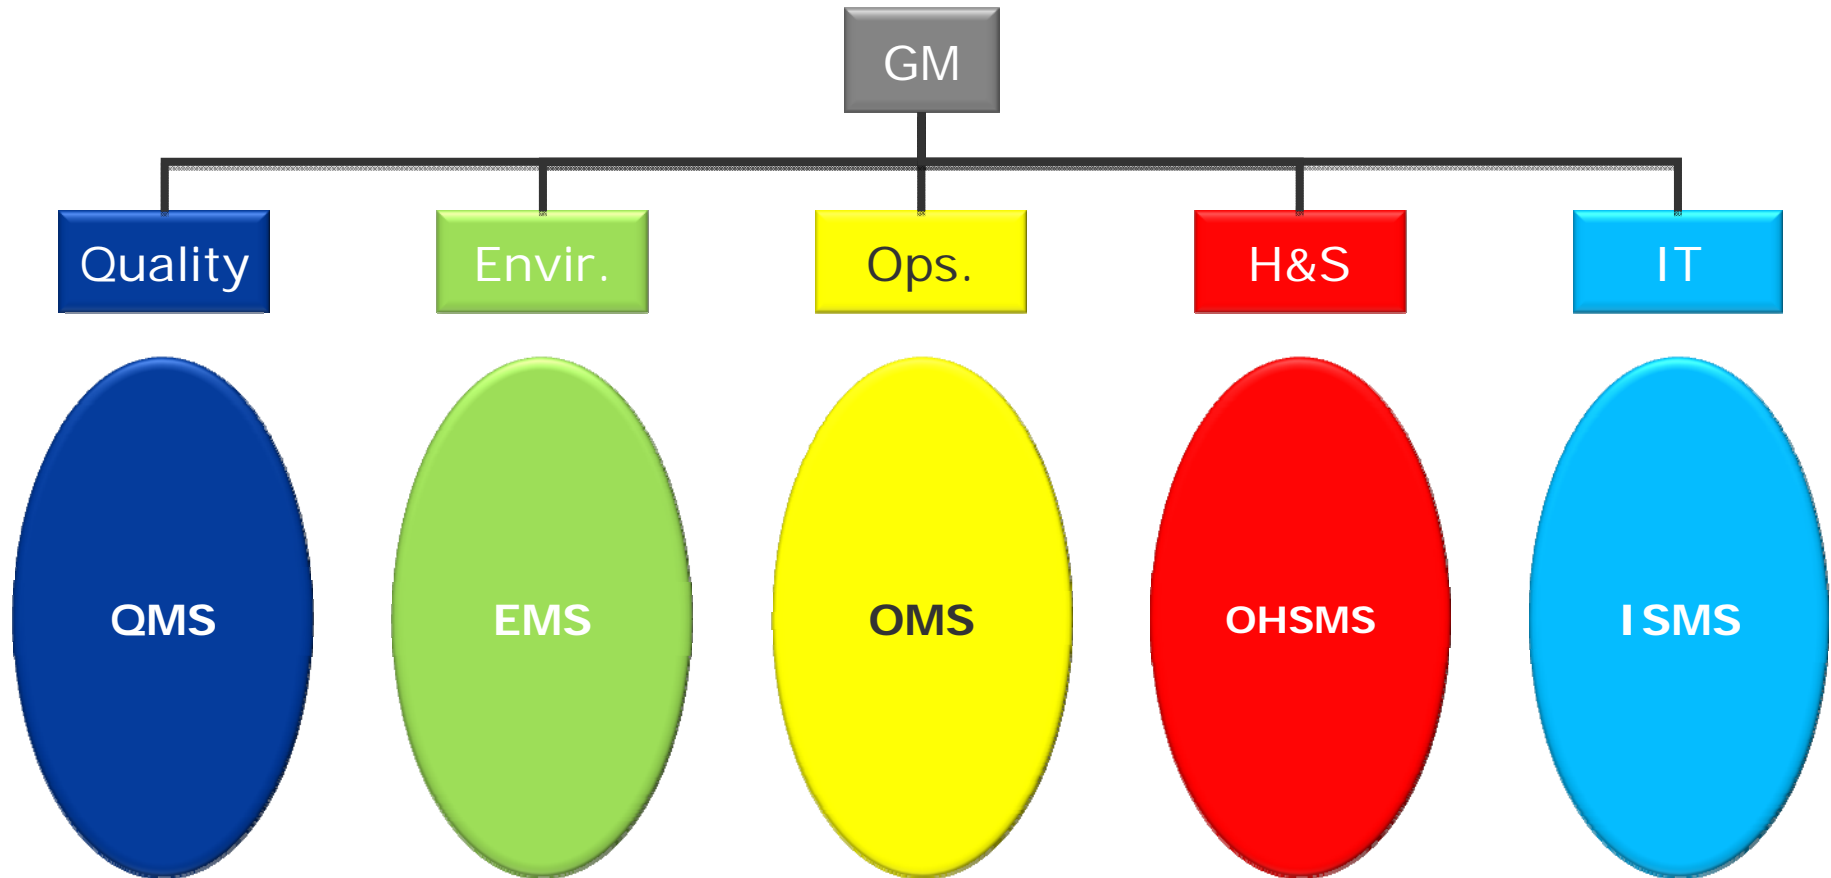 GM
Quality
Envir.
Ops.
H&S
IT
QMS
EMS
OMS
OHSMS
ISMS